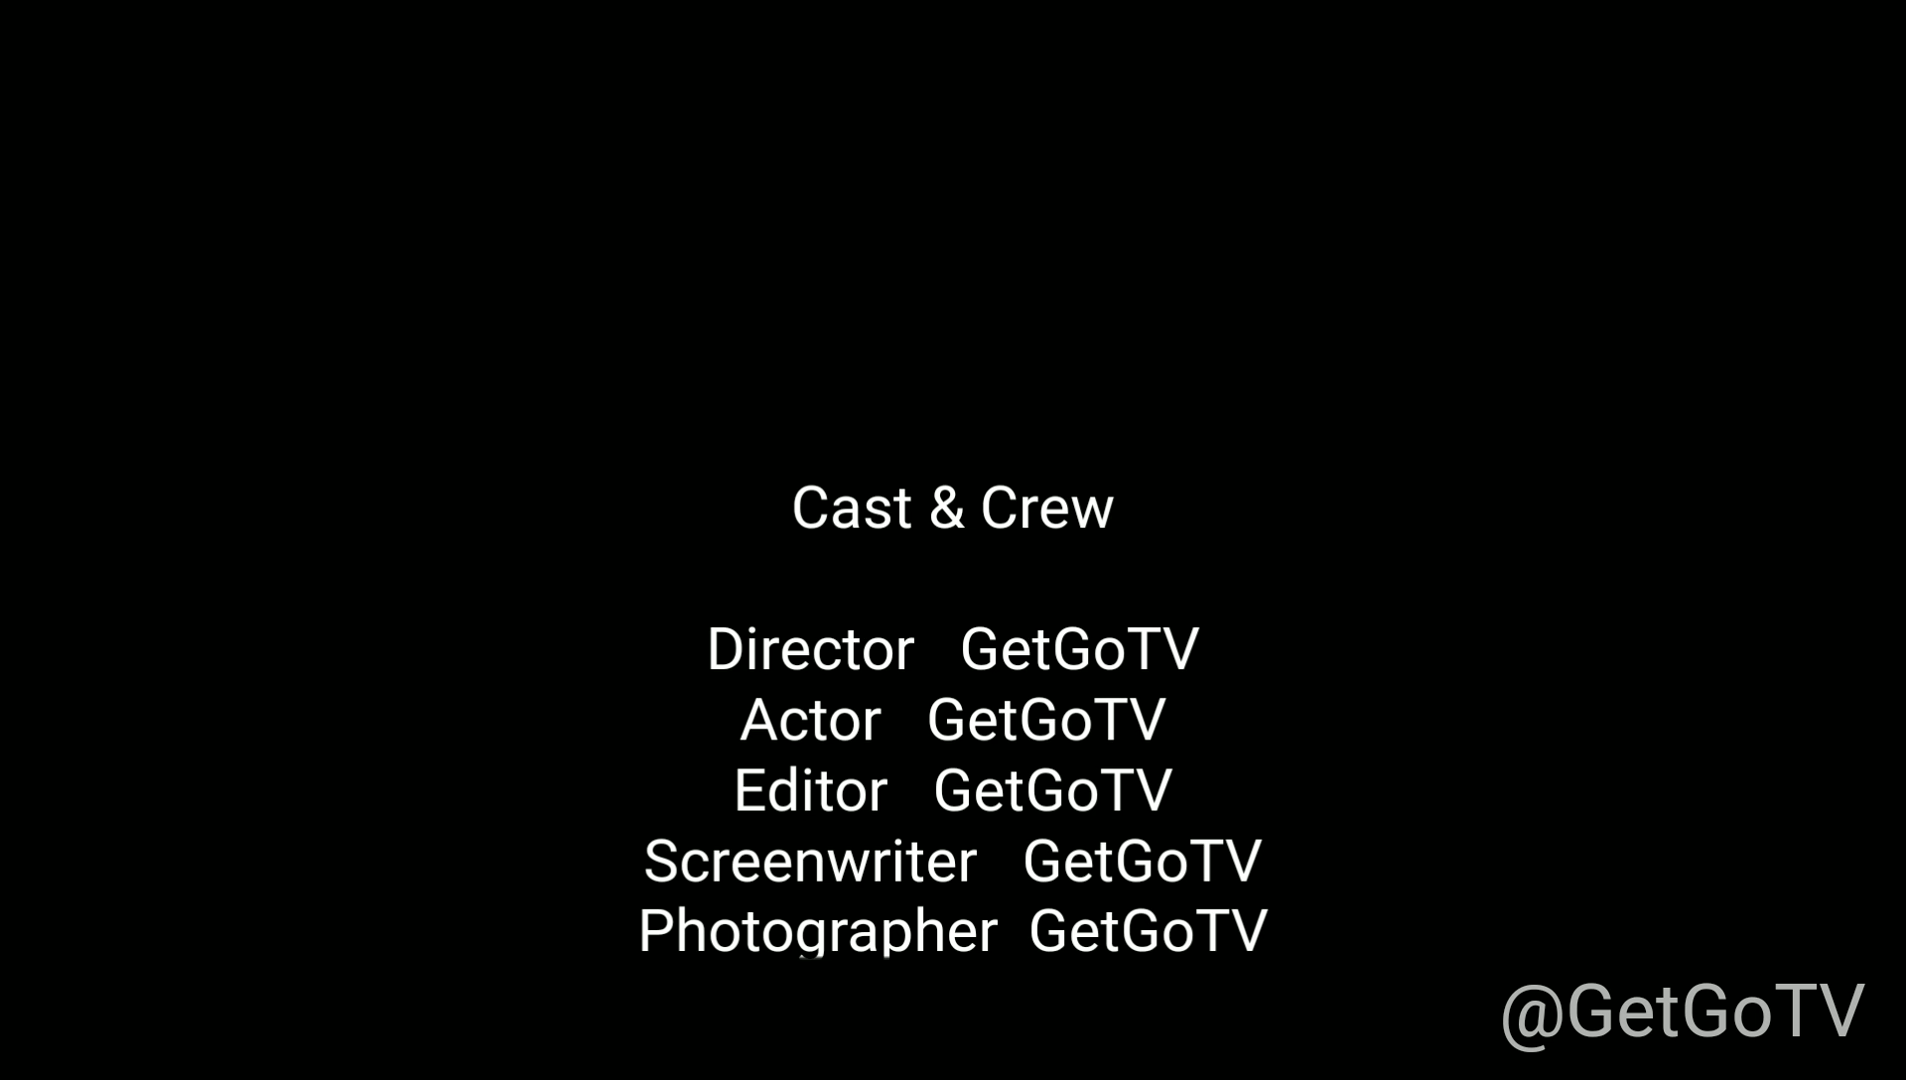 Cast & Crew
Director GetGoTV
Actor GetGoTV
Editor GetGoTV
Screenwriter GetGoTV
Photographer GetGoTV
@GetGoTV